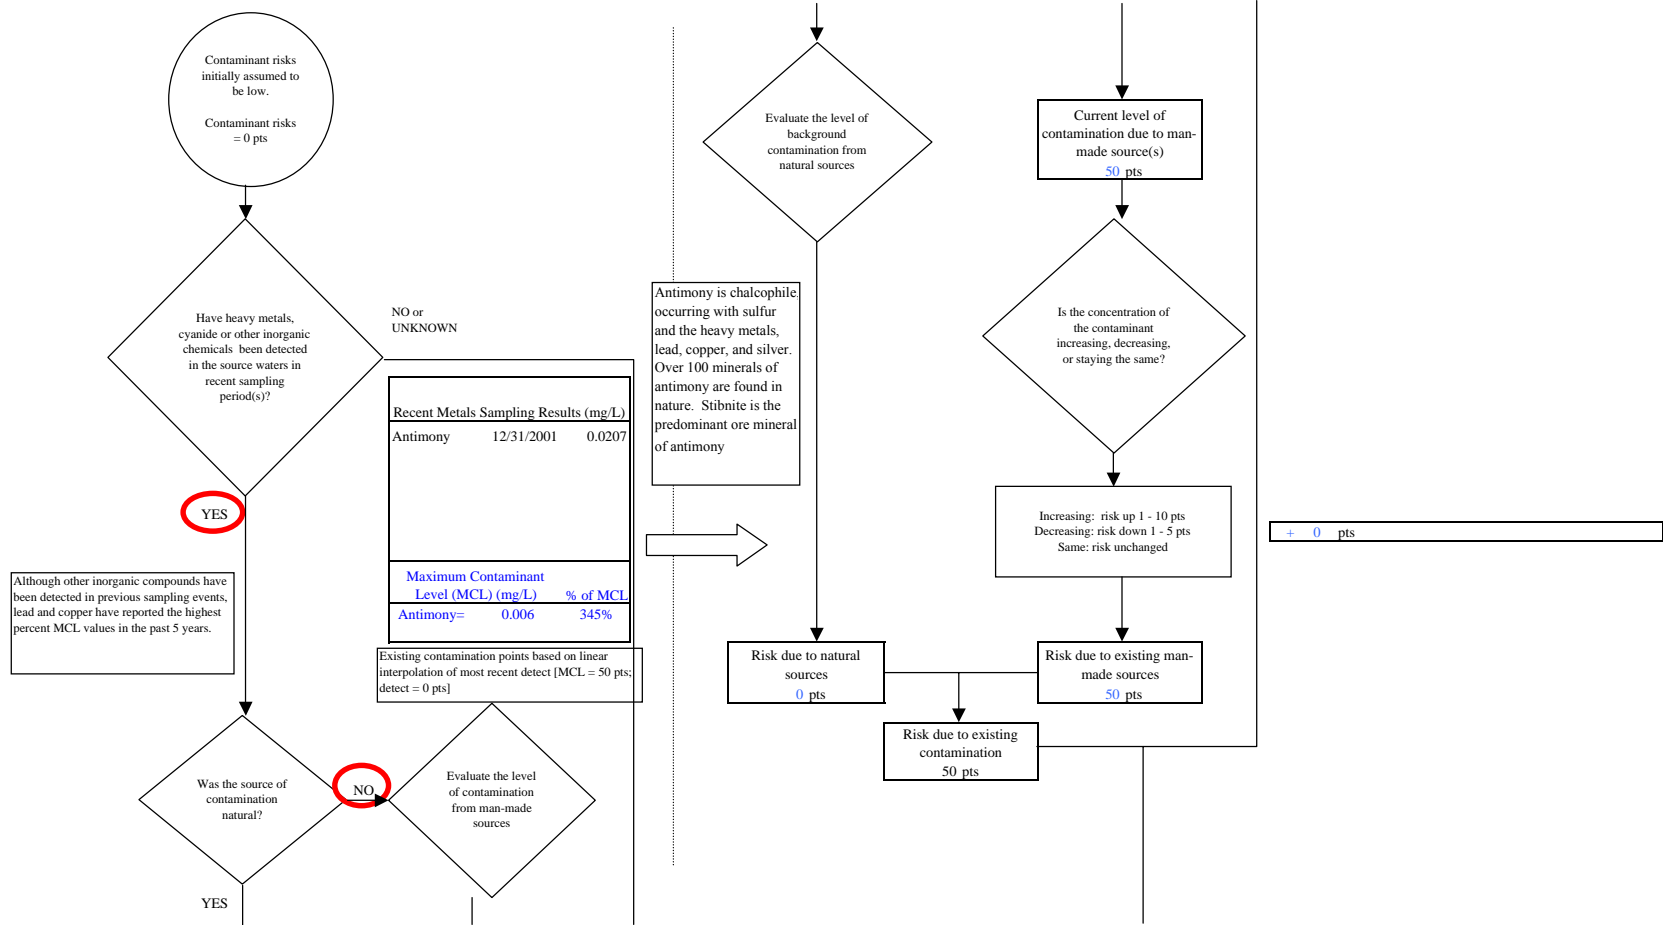 Contaminant risks
initially assumed to
be low.
Contaminant risks
= 0 pts
Have heavy metals,
cyanide or other inorganic
chemicals been detected
in the source waters in
recent sampling
period(s)?
NO or
UNKNOWN
YES
Although other inorganic compounds have
been detected in previous sampling events,
lead and copper have reported the highest
percent MCL values in the past 5 years.
Recent Metals Sampling Results (mg/L)
Antimony 12/31/2001 0.0207
Maximum Contaminant
Level (MCL) (mg/L) % of MCL
Antimony= 0.006 345%
Existing contamination points based on linear
interpolation of most recent detect [MCL = 50 pts;
detect = 0 pts]
Was the source of
contamination
natural?
NO
YES
Evaluate the level
of contamination
from man-made
sources
Evaluate the level of
background
contamination from
natural sources
Antimony is chalcophile,
occurring with sulfur
and the heavy metals,
lead, copper, and silver.
Over 100 minerals of
antimony are found in
nature. Stibnite is the
predominant ore mineral
of antimony
Risk due to natural
sources
0 pts
Current level of
contamination due to man-
made source(s)
50 pts
Is the concentration of
the contaminant
increasing, decreasing,
or staying the same?
Increasing: risk up 1 - 10 pts
Decreasing: risk down 1 - 5 pts
Same: risk unchanged
+ 0 pts
Risk due to existing man-
made sources
50 pts
Risk due to existing
contamination
50 pts